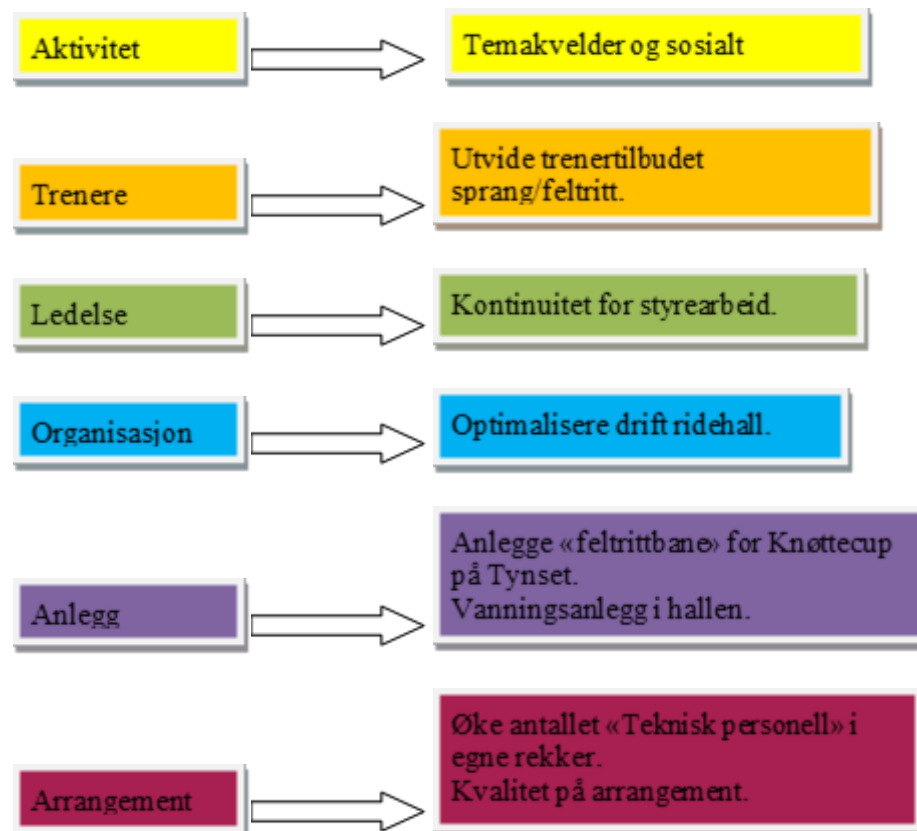 Aktivitet
Temakvelder og sosialt
Trenere
Utvide trenertilbudet
sprang/feltritt.
Ledelse
Kontinuitet for styrearbeid.
Organisasjon
Optimalisere drift ridehall.
Anlegg
Anlegge «feltrittbane» for Knøttecup
på Tynset.
Vanningsanlegg i hallen.
Arrangement
Øke antallet «Teknisk personell» i
egne rekker.
Kvalitet på arrangement.